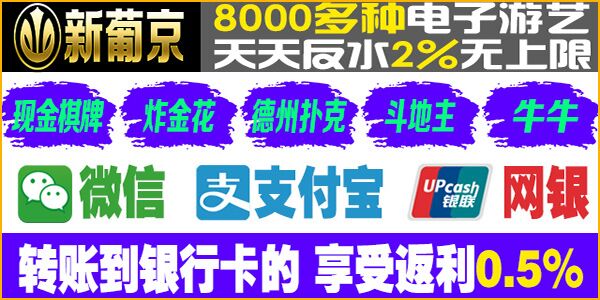 新葡京
8000多种电子游艺
天天反水2%无上限
现金棋牌 炸金花 德州扑克 斗地主 牛牛
微信 支 支付宝 UPcash 银联 网银
转账到银行卡的 享受返利0.5%